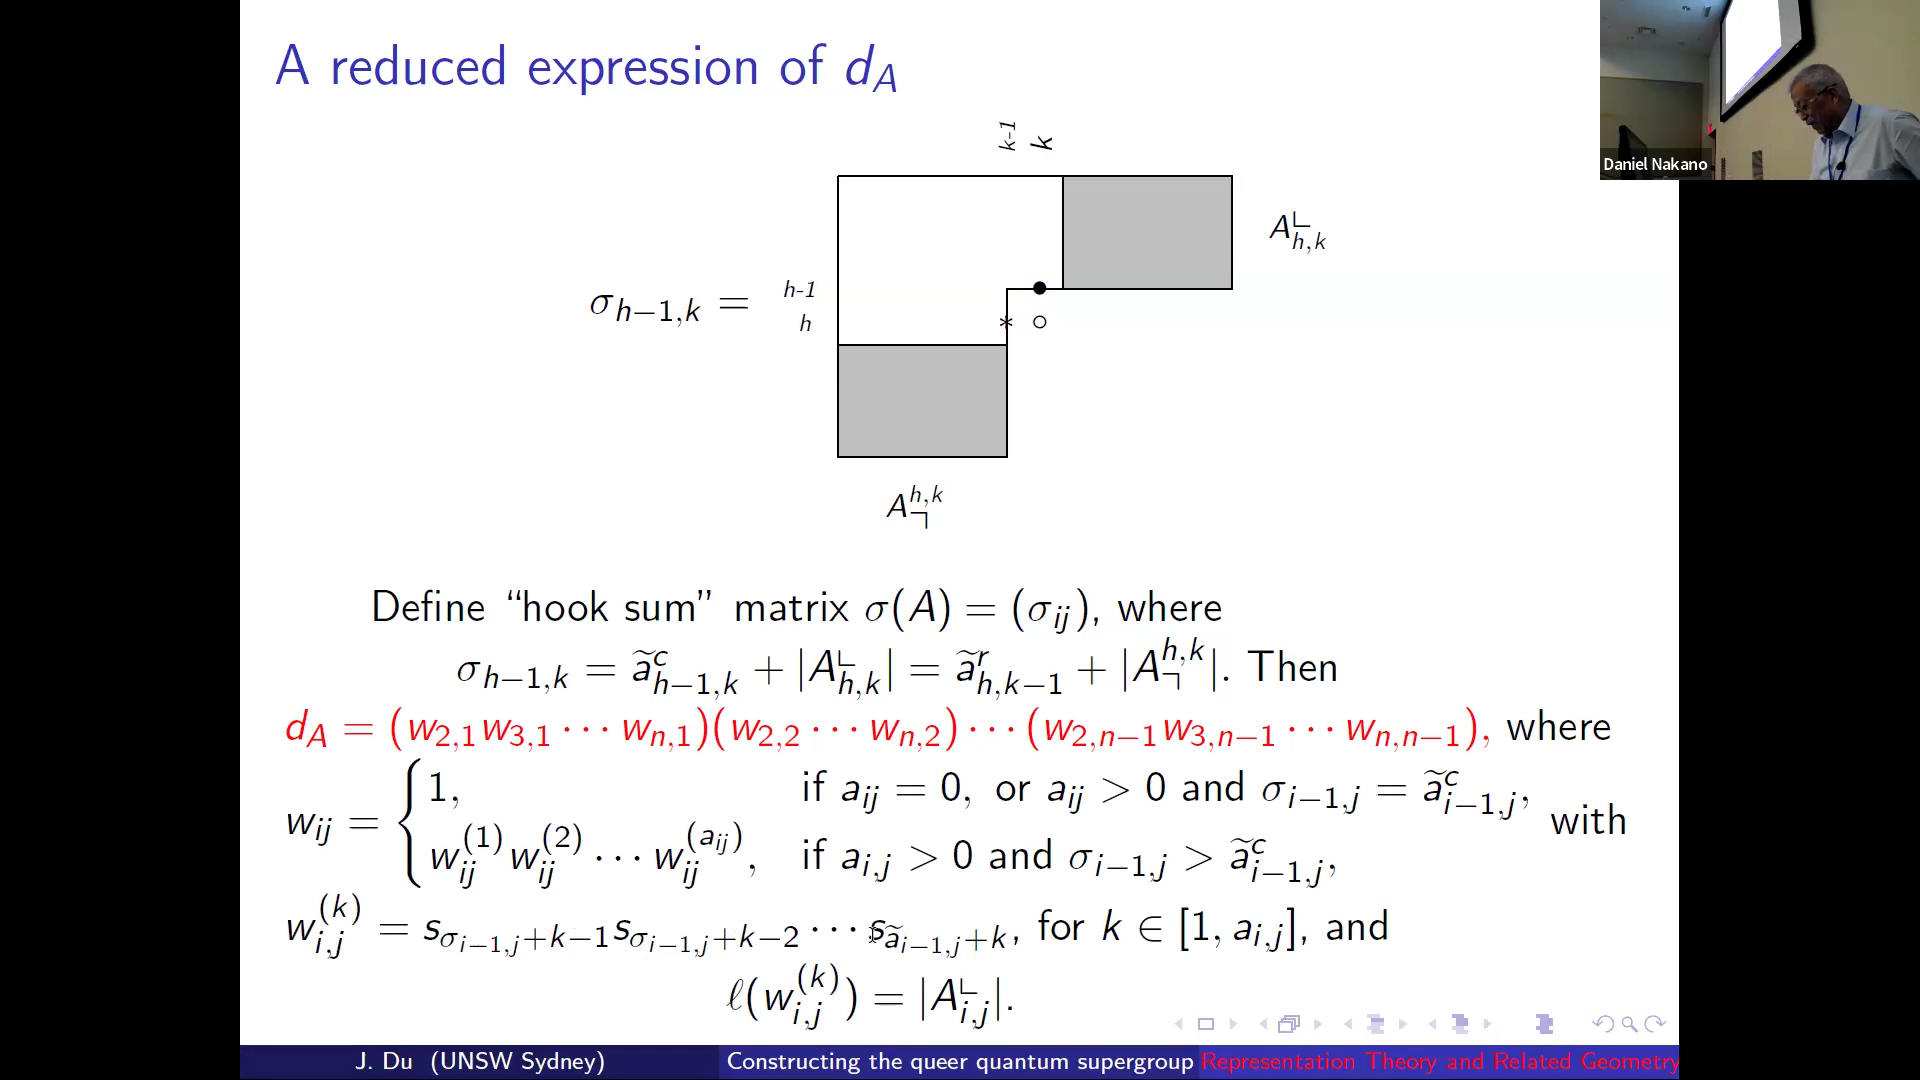 A reduced expression of d_A
Daniel Nakano
k-1 k
A^⌞_{h,k}
σ_{h−1,k} =
h-1
h
* ○
A^{h,k}_⌝
Define “hook sum” matrix σ(A) = (σ_{ij}), where
σ_{h−1,k} = ã^c_{h−1,k} + |A^⌞_{h,k}| = ã^r_{h,k−1} + |A^{h,k}_⌝|. Then
d_A = (w_{2,1}w_{3,1} ··· w_{n,1})(w_{2,2} ··· w_{n,2}) ··· (w_{2,n−1}w_{3,n−1} ··· w_{n,n−1}), where
w_{ij} = { 1, if a_{ij} = 0, or a_{ij} > 0 and σ_{i−1,j} = ã^c_{i−1,j},
w^{(1)}_{ij} w^{(2)}_{ij} ··· w^{(a_{ij})}_{ij}, if a_{i,j} > 0 and σ_{i−1,j} > ã^c_{i−1,j}, with
w^{(k)}_{i,j} = s_{σ_{i−1,j}+k−1} s_{σ_{i−1,j}+k−2} ··· s_{ã_{i−1,j}+k}, for k ∈ [1, a_{i,j}], and
ℓ(w^{(k)}_{i,j}) = |A^⌞_{i,j}|.
J. Du (UNSW Sydney) Constructing the queer quantum supergroup Representation Theory and Related Geometry